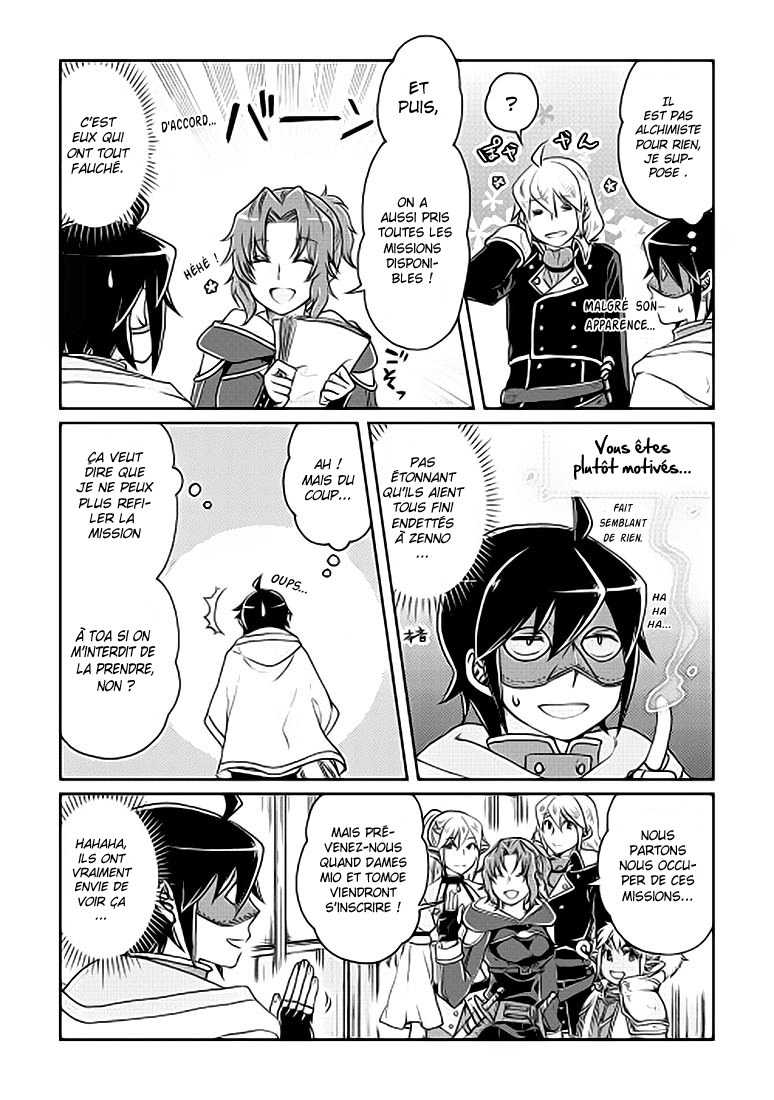 IL
EST PAS
ALCHIMISTE
POUR RIEN,
JE SUP-
POSE .
?
ぱやゃん
MALGRÉ SON
APPARENCE...
ET
PUIS,
ON A
AUSSI PRIS
TOUTES LES
MISSIONS
DISPONI-
BLES !
バーン
D'ACCORD...
HÉHÉ !
C'EST
EUX QUI
ONT TOUT
FAUCHÉ.
Vous êtes
plutôt motivés...
FAIT
SEMBLANT
DE RIEN.
HA
HA
HA...
PAS
ÉTONNANT
QU'ILS AIENT
TOUS FINI
ENDETTÉS
À ZENNO
...
AH !
MAIS DU
COUP...
OUPS...
ÇA VEUT
DIRE QUE
JE NE PEUX
PLUS REFI-
LER LA
MISSION
À TOA SI ON
M'INTERDIT DE
LA PRENDRE,
NON ?
NOUS
PARTONS
NOUS OCCU-
PER DE CES
MISSIONS...
MAIS PRÉ-
VENEZ-NOUS
QUAND DAMES
MIO ET TOMOE
VIENDRONT
S'INSCRIRE !
HAHAHA,
ILS ONT
VRAIMENT
ENVIE DE
VOIR ÇA
...